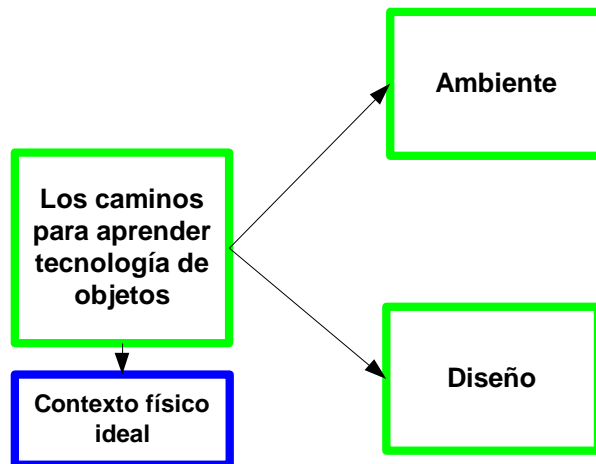 Ambiente
Los caminos
para aprender
tecnología de
objetos
Diseño
Contexto físico
ideal